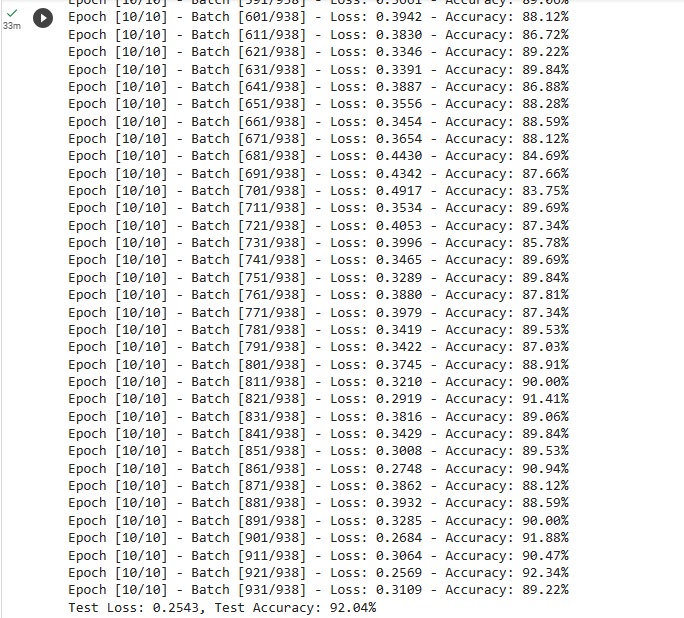 Epoch [10/10] - Batch [591/938] - Loss: 0.3661 - Accuracy: 89.06%
33m
Epoch [10/10] - Batch [601/938] - Loss: 0.3942 - Accuracy: 88.12%
Epoch [10/10] - Batch [611/938] - Loss: 0.3830 - Accuracy: 86.72%
Epoch [10/10] - Batch [621/938] - Loss: 0.3346 - Accuracy: 89.22%
Epoch [10/10] - Batch [631/938] - Loss: 0.3391 - Accuracy: 89.84%
Epoch [10/10] - Batch [641/938] - Loss: 0.3887 - Accuracy: 86.88%
Epoch [10/10] - Batch [651/938] - Loss: 0.3556 - Accuracy: 88.28%
Epoch [10/10] - Batch [661/938] - Loss: 0.3454 - Accuracy: 88.59%
Epoch [10/10] - Batch [671/938] - Loss: 0.3654 - Accuracy: 88.12%
Epoch [10/10] - Batch [681/938] - Loss: 0.4430 - Accuracy: 84.69%
Epoch [10/10] - Batch [691/938] - Loss: 0.4342 - Accuracy: 87.66%
Epoch [10/10] - Batch [701/938] - Loss: 0.4917 - Accuracy: 83.75%
Epoch [10/10] - Batch [711/938] - Loss: 0.3534 - Accuracy: 89.69%
Epoch [10/10] - Batch [721/938] - Loss: 0.4053 - Accuracy: 87.34%
Epoch [10/10] - Batch [731/938] - Loss: 0.3996 - Accuracy: 85.78%
Epoch [10/10] - Batch [741/938] - Loss: 0.3465 - Accuracy: 89.69%
Epoch [10/10] - Batch [751/938] - Loss: 0.3289 - Accuracy: 89.84%
Epoch [10/10] - Batch [761/938] - Loss: 0.3880 - Accuracy: 87.81%
Epoch [10/10] - Batch [771/938] - Loss: 0.3979 - Accuracy: 87.34%
Epoch [10/10] - Batch [781/938] - Loss: 0.3419 - Accuracy: 89.53%
Epoch [10/10] - Batch [791/938] - Loss: 0.3422 - Accuracy: 87.03%
Epoch [10/10] - Batch [801/938] - Loss: 0.3745 - Accuracy: 88.91%
Epoch [10/10] - Batch [811/938] - Loss: 0.3210 - Accuracy: 90.00%
Epoch [10/10] - Batch [821/938] - Loss: 0.2919 - Accuracy: 91.41%
Epoch [10/10] - Batch [831/938] - Loss: 0.3816 - Accuracy: 89.06%
Epoch [10/10] - Batch [841/938] - Loss: 0.3429 - Accuracy: 89.84%
Epoch [10/10] - Batch [851/938] - Loss: 0.3008 - Accuracy: 89.53%
Epoch [10/10] - Batch [861/938] - Loss: 0.2748 - Accuracy: 90.94%
Epoch [10/10] - Batch [871/938] - Loss: 0.3862 - Accuracy: 88.12%
Epoch [10/10] - Batch [881/938] - Loss: 0.3932 - Accuracy: 88.59%
Epoch [10/10] - Batch [891/938] - Loss: 0.3285 - Accuracy: 90.00%
Epoch [10/10] - Batch [901/938] - Loss: 0.2684 - Accuracy: 91.88%
Epoch [10/10] - Batch [911/938] - Loss: 0.3064 - Accuracy: 90.47%
Epoch [10/10] - Batch [921/938] - Loss: 0.2569 - Accuracy: 92.34%
Epoch [10/10] - Batch [931/938] - Loss: 0.3109 - Accuracy: 89.22%
Test Loss: 0.2543, Test Accuracy: 92.04%